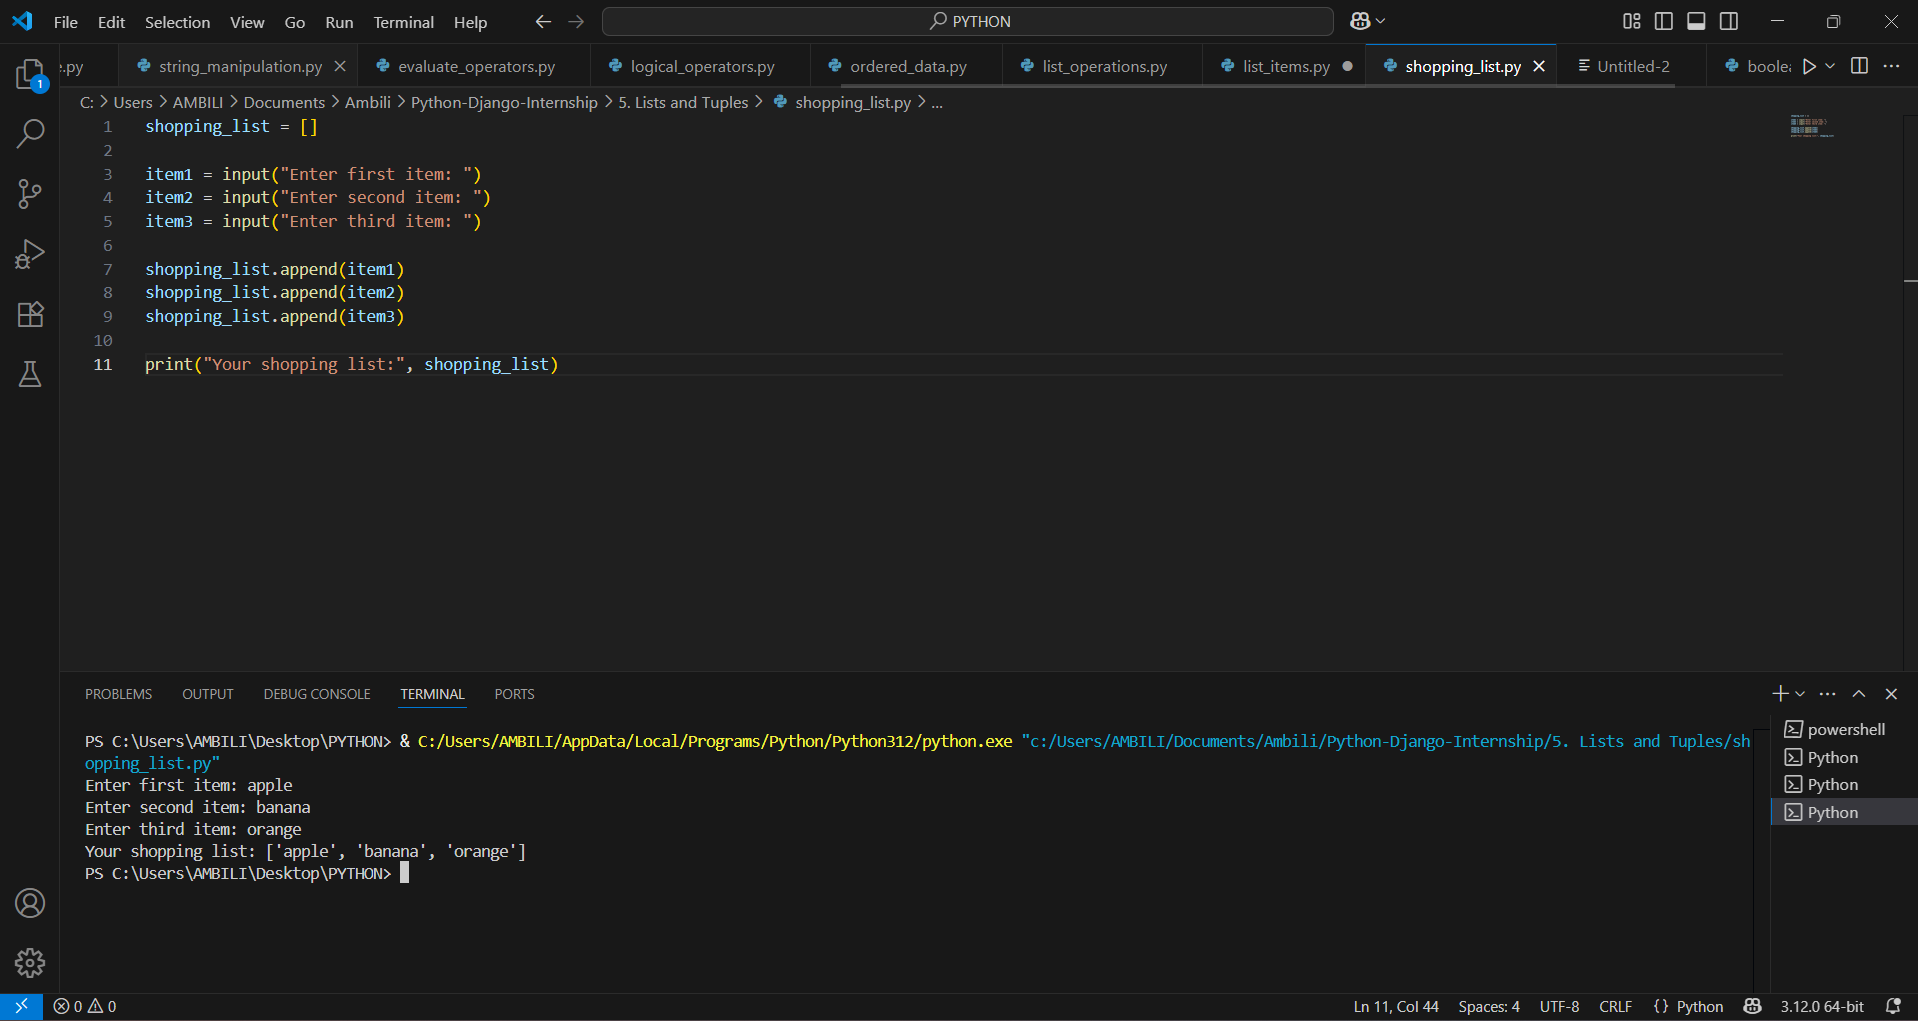 File Edit Selection View Go Run Terminal Help PYTHON
e.py string_manipulation.py evaluate_operators.py logical_operators.py ordered_data.py list_operations.py list_items.py shopping_list.py Untitled-2 boolea
1
C: > Users > AMBILI > Documents > Ambili > Python-Django-Internship > 5. Lists and Tuples > shopping_list.py > ...
1 shopping_list = []
2
3 item1 = input("Enter first item: ")
4 item2 = input("Enter second item: ")
5 item3 = input("Enter third item: ")
6
7 shopping_list.append(item1)
8 shopping_list.append(item2)
9 shopping_list.append(item3)
10
11 print("Your shopping list:", shopping_list)
PROBLEMS OUTPUT DEBUG CONSOLE TERMINAL PORTS
PS C:\Users\AMBILI\Desktop\PYTHON> & C:/Users/AMBILI/AppData/Local/Programs/Python/Python312/python.exe "c:/Users/AMBILI/Documents/Ambili/Python-Django-Internship/5. Lists and Tuples/sh
opping_list.py"
Enter first item: apple
Enter second item: banana
Enter third item: orange
Your shopping list: ['apple', 'banana', 'orange']
PS C:\Users\AMBILI\Desktop\PYTHON>
powershell
Python
Python
Python
0 0 Ln 11, Col 44 Spaces: 4 UTF-8 CRLF {} Python 3.12.0 64-bit